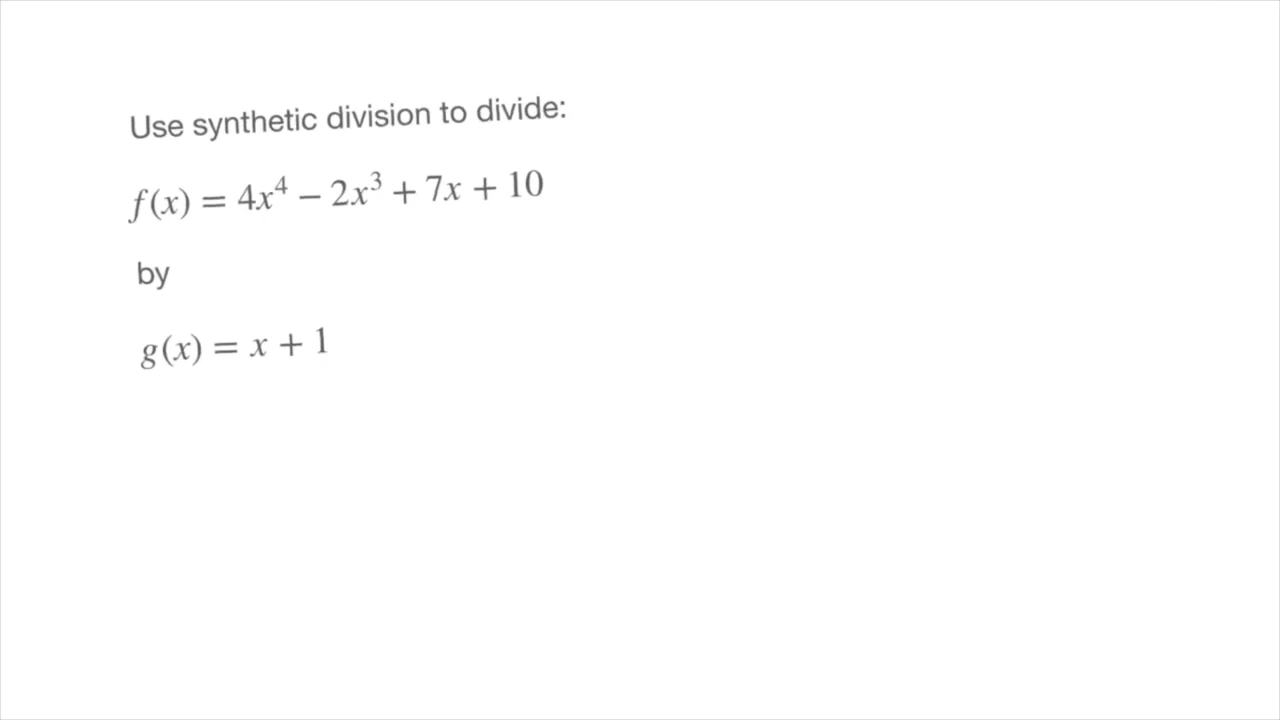 Use synthetic division to divide:
f(x) = 4x⁴ − 2x³ + 7x + 10
by
g(x) = x + 1